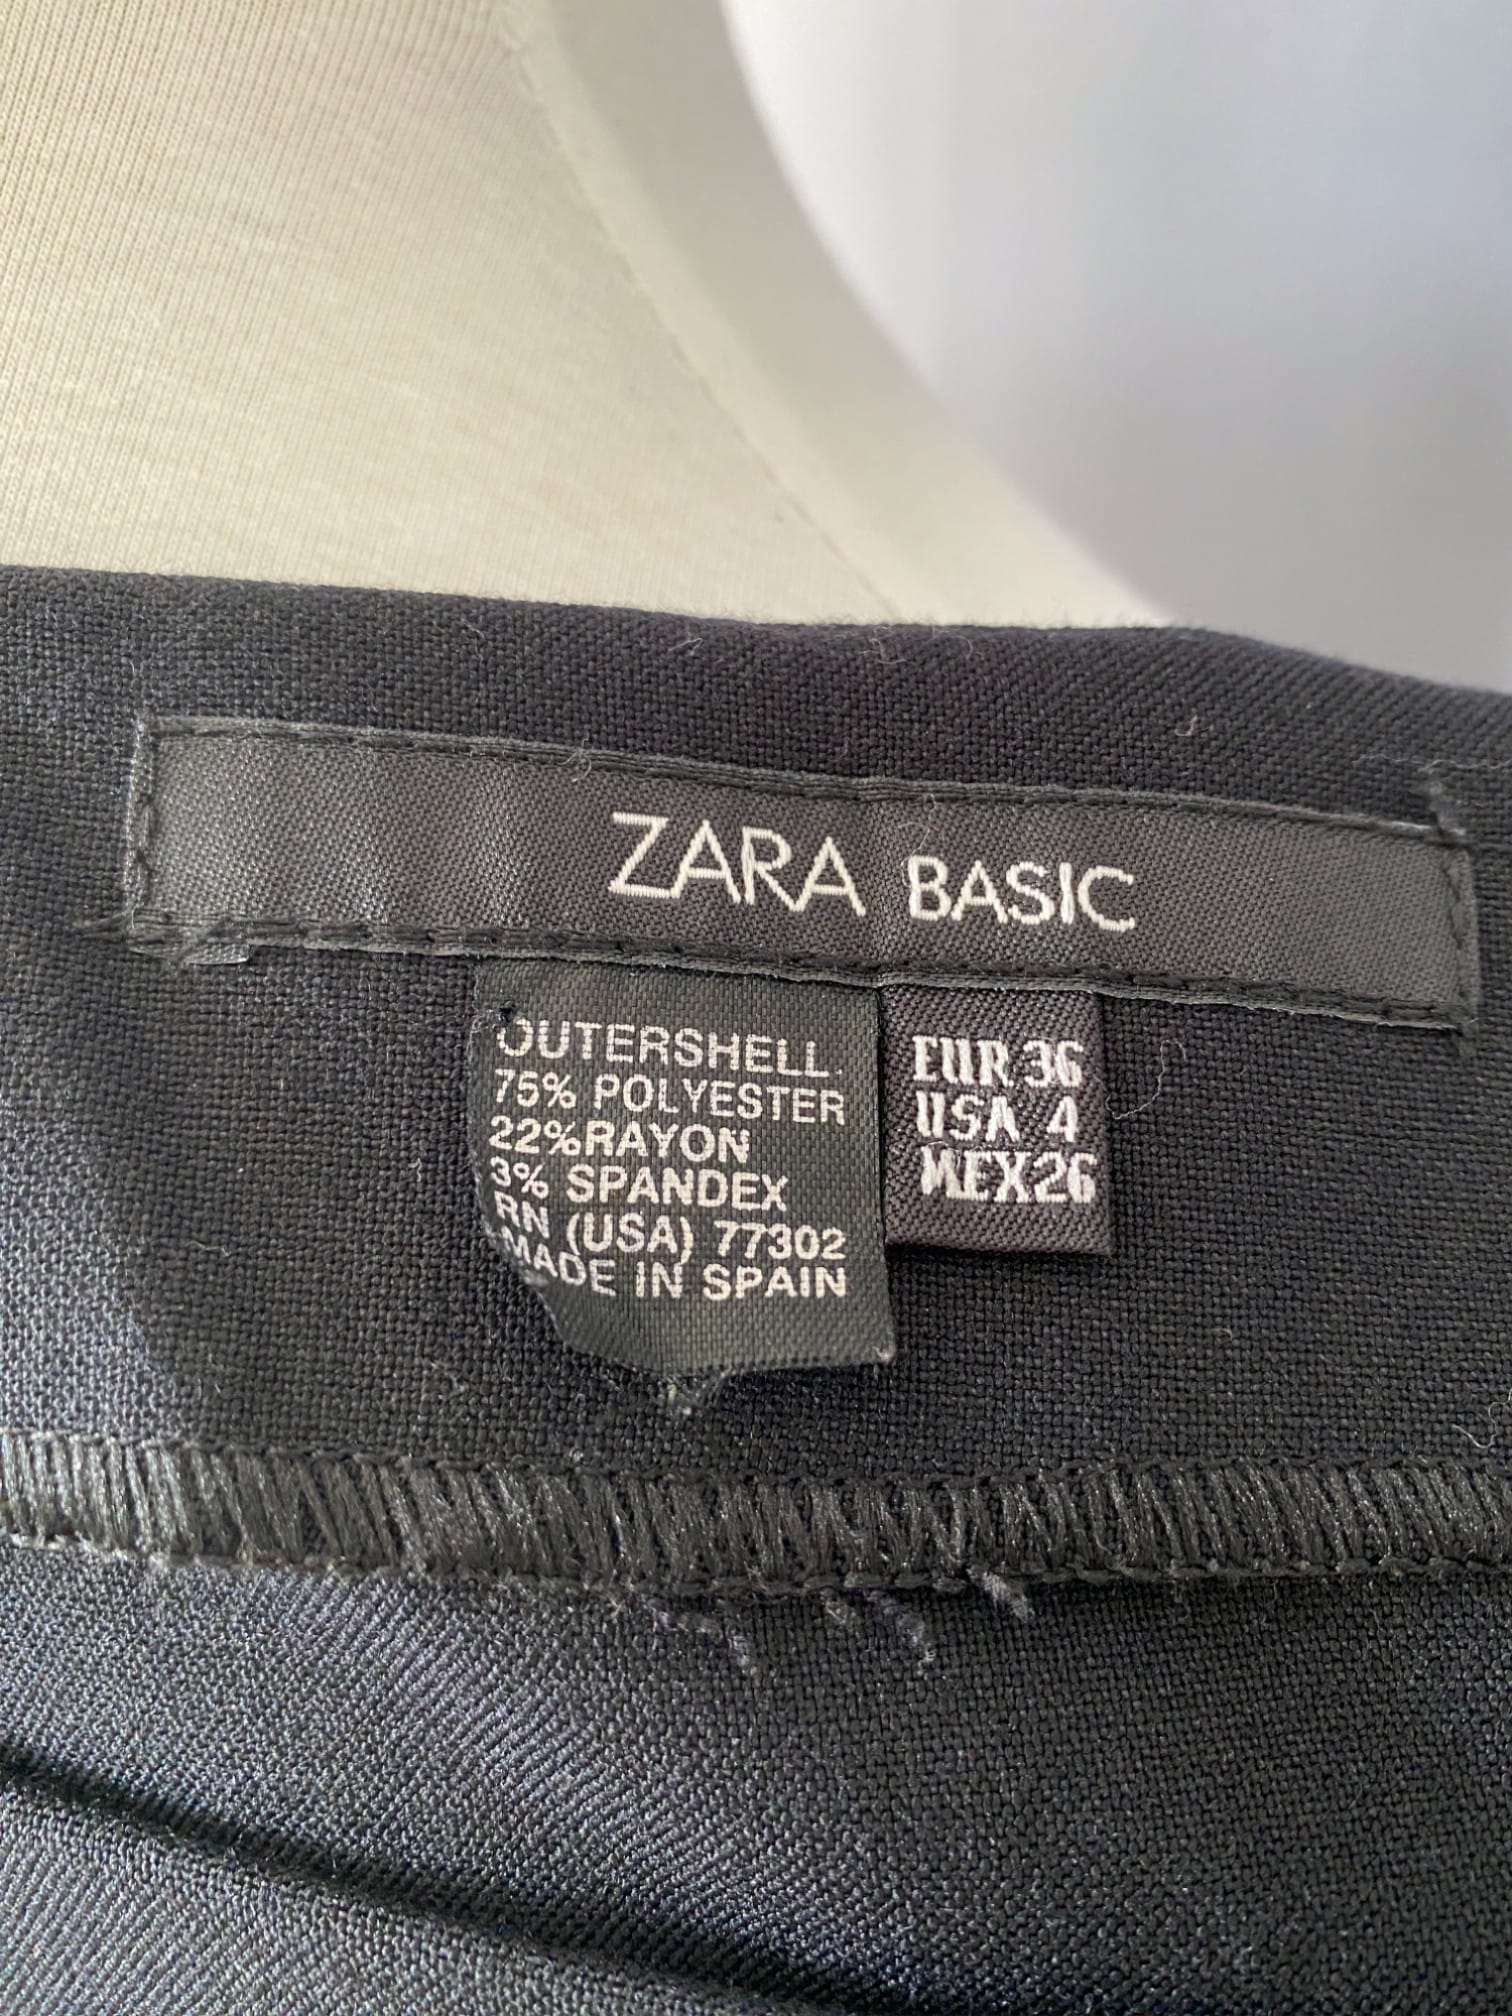 ZARA BASIC
OUTERSHELL.
75% POLYESTER
22%RAYON
3% SPANDEX
RN (USA) 77302
MADE IN SPAIN
EUR 36
USA 4
MEX26